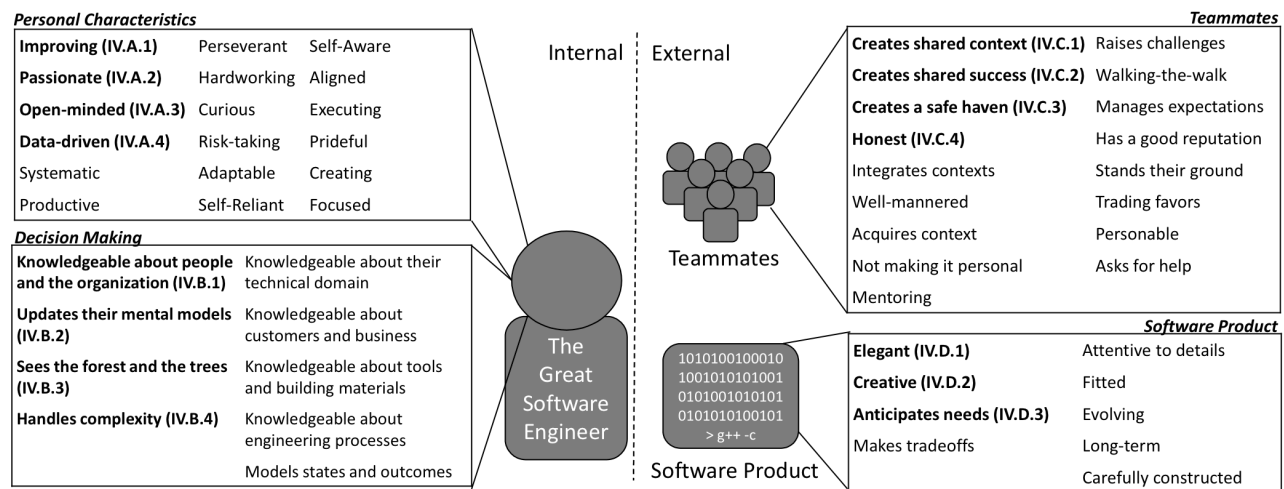 Personal Characteristics
Improving (IV.A.1) Perseverant Self-Aware
Passionate (IV.A.2) Hardworking Aligned
Open-minded (IV.A.3) Curious Executing
Data-driven (IV.A.4) Risk-taking Prideful
Systematic Adaptable Creating
Productive Self-Reliant Focused
Decision Making
Knowledgeable about people
and the organization (IV.B.1)
Updates their mental models
(IV.B.2)
Sees the forest and the trees
(IV.B.3)
Handles complexity (IV.B.4)
Knowledgeable about their
technical domain
Knowledgeable about
customers and business
Knowledgeable about tools
and building materials
Knowledgeable about
engineering processes
Models states and outcomes
Internal
External
The
Great
Software
Engineer
Teammates
1010100100010
1001010101001
0101001010101
0101010100101
> g++ -c
Software Product
Teammates
Creates shared context (IV.C.1) Raises challenges
Creates shared success (IV.C.2) Walking-the-walk
Creates a safe haven (IV.C.3) Manages expectations
Honest (IV.C.4) Has a good reputation
Integrates contexts Stands their ground
Well-mannered Trading favors
Acquires context Personable
Not making it personal Asks for help
Mentoring
Software Product
Elegant (IV.D.1) Attentive to details
Creative (IV.D.2) Fitted
Anticipates needs (IV.D.3) Evolving
Makes tradeoffs Long-term
Carefully constructed